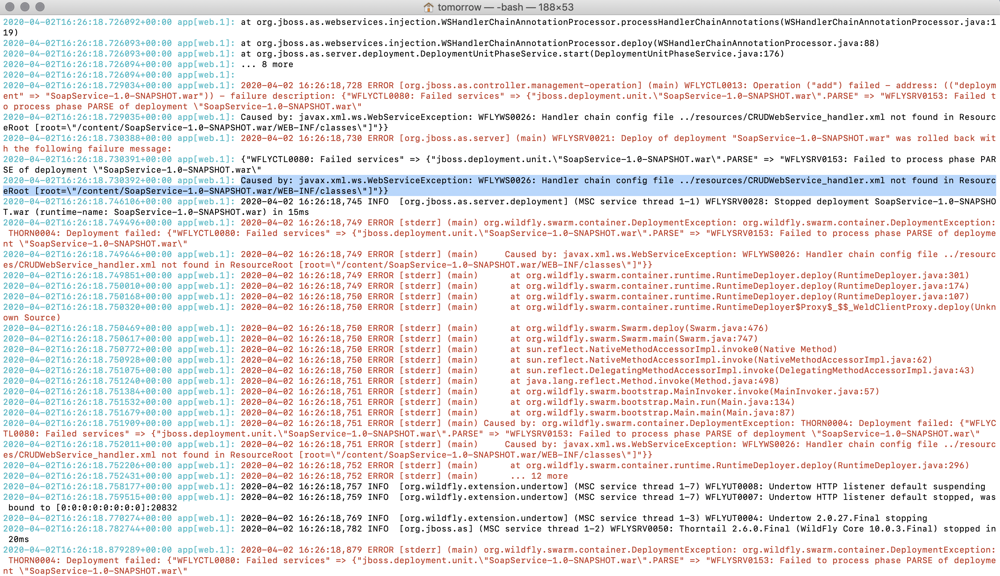 tomorrow — -bash — 188×53
2020-04-02T16:26:18.726092+00:00 app[web.1]: at org.jboss.as.webservices.injection.WSHandlerChainAnnotationProcessor.processHandlerChainAnnotations(WSHandlerChainAnnotationProcessor.java:1
19)
2020-04-02T16:26:18.726093+00:00 app[web.1]: at org.jboss.as.webservices.injection.WSHandlerChainAnnotationProcessor.deploy(WSHandlerChainAnnotationProcessor.java:88)
2020-04-02T16:26:18.726093+00:00 app[web.1]: at org.jboss.as.server.deployment.DeploymentUnitPhaseService.start(DeploymentUnitPhaseService.java:176)
2020-04-02T16:26:18.726094+00:00 app[web.1]: ... 8 more
2020-04-02T16:26:18.726094+00:00 app[web.1]:
2020-04-02T16:26:18.729034+00:00 app[web.1]: 2020-04-02 16:26:18,728 ERROR [org.jboss.as.controller.management-operation] (main) WFLYCTL0013: Operation ("add") failed - address: (("deploym
ent" => "SoapService-1.0-SNAPSHOT.war")) - failure description: {"WFLYCTL0080: Failed services" => {"jboss.deployment.unit.\"SoapService-1.0-SNAPSHOT.war\".PARSE" => "WFLYSRV0153: Failed t
o process phase PARSE of deployment \"SoapService-1.0-SNAPSHOT.war\"
2020-04-02T16:26:18.729035+00:00 app[web.1]: Caused by: javax.xml.ws.WebServiceException: WFLYWS0026: Handler chain config file ../resources/CRUDWebService_handler.xml not found in Resourc
eRoot [root=\"/content/SoapService-1.0-SNAPSHOT.war/WEB-INF/classes\"]"}}
2020-04-02T16:26:18.730388+00:00 app[web.1]: 2020-04-02 16:26:18,730 ERROR [org.jboss.as.server] (main) WFLYSRV0021: Deploy of deployment "SoapService-1.0-SNAPSHOT.war" was rolled back wit
h the following failure message:
2020-04-02T16:26:18.730391+00:00 app[web.1]: {"WFLYCTL0080: Failed services" => {"jboss.deployment.unit.\"SoapService-1.0-SNAPSHOT.war\".PARSE" => "WFLYSRV0153: Failed to process phase PAR
SE of deployment \"SoapService-1.0-SNAPSHOT.war\"
2020-04-02T16:26:18.730392+00:00 app[web.1]: Caused by: javax.xml.ws.WebServiceException: WFLYWS0026: Handler chain config file ../resources/CRUDWebService_handler.xml not found in Resourc
eRoot [root=\"/content/SoapService-1.0-SNAPSHOT.war/WEB-INF/classes\"]"}}
2020-04-02T16:26:18.746106+00:00 app[web.1]: 2020-04-02 16:26:18,745 INFO  [org.jboss.as.server.deployment] (MSC service thread 1-1) WFLYSRV0028: Stopped deployment SoapService-1.0-SNAPSHO
T.war (runtime-name: SoapService-1.0-SNAPSHOT.war) in 15ms
2020-04-02T16:26:18.749496+00:00 app[web.1]: 2020-04-02 16:26:18,749 ERROR [stderr] (main) org.wildfly.swarm.container.DeploymentException: org.wildfly.swarm.container.DeploymentException:
 THORN0004: Deployment failed: {"WFLYCTL0080: Failed services" => {"jboss.deployment.unit.\"SoapService-1.0-SNAPSHOT.war\".PARSE" => "WFLYSRV0153: Failed to process phase PARSE of deployme
nt \"SoapService-1.0-SNAPSHOT.war\"
2020-04-02T16:26:18.749646+00:00 app[web.1]: 2020-04-02 16:26:18,749 ERROR [stderr] (main)     Caused by: javax.xml.ws.WebServiceException: WFLYWS0026: Handler chain config file ../resourc
es/CRUDWebService_handler.xml not found in ResourceRoot [root=\"/content/SoapService-1.0-SNAPSHOT.war/WEB-INF/classes\"]"}}
2020-04-02T16:26:18.749851+00:00 app[web.1]: 2020-04-02 16:26:18,749 ERROR [stderr] (main)      at org.wildfly.swarm.container.runtime.RuntimeDeployer.deploy(RuntimeDeployer.java:301)
2020-04-02T16:26:18.750010+00:00 app[web.1]: 2020-04-02 16:26:18,749 ERROR [stderr] (main)      at org.wildfly.swarm.container.runtime.RuntimeDeployer.deploy(RuntimeDeployer.java:174)
2020-04-02T16:26:18.750168+00:00 app[web.1]: 2020-04-02 16:26:18,750 ERROR [stderr] (main)      at org.wildfly.swarm.container.runtime.RuntimeDeployer.deploy(RuntimeDeployer.java:107)
2020-04-02T16:26:18.750320+00:00 app[web.1]: 2020-04-02 16:26:18,750 ERROR [stderr] (main)      at org.wildfly.swarm.container.runtime.RuntimeDeployer$Proxy$_$$_WeldClientProxy.deploy(Unkn
own Source)
2020-04-02T16:26:18.750469+00:00 app[web.1]: 2020-04-02 16:26:18,750 ERROR [stderr] (main)      at org.wildfly.swarm.Swarm.deploy(Swarm.java:476)
2020-04-02T16:26:18.750617+00:00 app[web.1]: 2020-04-02 16:26:18,750 ERROR [stderr] (main)      at org.wildfly.swarm.Swarm.main(Swarm.java:747)
2020-04-02T16:26:18.750772+00:00 app[web.1]: 2020-04-02 16:26:18,750 ERROR [stderr] (main)      at sun.reflect.NativeMethodAccessorImpl.invoke0(Native Method)
2020-04-02T16:26:18.750928+00:00 app[web.1]: 2020-04-02 16:26:18,750 ERROR [stderr] (main)      at sun.reflect.NativeMethodAccessorImpl.invoke(NativeMethodAccessorImpl.java:62)
2020-04-02T16:26:18.751075+00:00 app[web.1]: 2020-04-02 16:26:18,750 ERROR [stderr] (main)      at sun.reflect.DelegatingMethodAccessorImpl.invoke(DelegatingMethodAccessorImpl.java:43)
2020-04-02T16:26:18.751240+00:00 app[web.1]: 2020-04-02 16:26:18,751 ERROR [stderr] (main)      at java.lang.reflect.Method.invoke(Method.java:498)
2020-04-02T16:26:18.751384+00:00 app[web.1]: 2020-04-02 16:26:18,751 ERROR [stderr] (main)      at org.wildfly.swarm.bootstrap.MainInvoker.invoke(MainInvoker.java:57)
2020-04-02T16:26:18.751532+00:00 app[web.1]: 2020-04-02 16:26:18,751 ERROR [stderr] (main)      at org.wildfly.swarm.bootstrap.Main.run(Main.java:134)
2020-04-02T16:26:18.751679+00:00 app[web.1]: 2020-04-02 16:26:18,751 ERROR [stderr] (main)      at org.wildfly.swarm.bootstrap.Main.main(Main.java:87)
2020-04-02T16:26:18.751909+00:00 app[web.1]: 2020-04-02 16:26:18,751 ERROR [stderr] (main) Caused by: org.wildfly.swarm.container.DeploymentException: THORN0004: Deployment failed: {"WFLYC
TL0080: Failed services" => {"jboss.deployment.unit.\"SoapService-1.0-SNAPSHOT.war\".PARSE" => "WFLYSRV0153: Failed to process phase PARSE of deployment \"SoapService-1.0-SNAPSHOT.war\"
2020-04-02T16:26:18.752011+00:00 app[web.1]: 2020-04-02 16:26:18,751 ERROR [stderr] (main)     Caused by: javax.xml.ws.WebServiceException: WFLYWS0026: Handler chain config file ../resourc
es/CRUDWebService_handler.xml not found in ResourceRoot [root=\"/content/SoapService-1.0-SNAPSHOT.war/WEB-INF/classes\"]"}}
2020-04-02T16:26:18.752206+00:00 app[web.1]: 2020-04-02 16:26:18,752 ERROR [stderr] (main)      at org.wildfly.swarm.container.runtime.RuntimeDeployer.deploy(RuntimeDeployer.java:296)
2020-04-02T16:26:18.752431+00:00 app[web.1]: 2020-04-02 16:26:18,752 ERROR [stderr] (main)      ... 12 more
2020-04-02T16:26:18.758177+00:00 app[web.1]: 2020-04-02 16:26:18,757 INFO  [org.wildfly.extension.undertow] (MSC service thread 1-7) WFLYUT0008: Undertow HTTP listener default suspending
2020-04-02T16:26:18.759515+00:00 app[web.1]: 2020-04-02 16:26:18,759 INFO  [org.wildfly.extension.undertow] (MSC service thread 1-7) WFLYUT0007: Undertow HTTP listener default stopped, was
 bound to [0:0:0:0:0:0:0:0]:20832
2020-04-02T16:26:18.770274+00:00 app[web.1]: 2020-04-02 16:26:18,769 INFO  [org.wildfly.extension.undertow] (MSC service thread 1-3) WFLYUT0004: Undertow 2.0.27.Final stopping
2020-04-02T16:26:18.782744+00:00 app[web.1]: 2020-04-02 16:26:18,782 INFO  [org.jboss.as] (MSC service thread 1-2) WFLYSRV0050: Thorntail 2.6.0.Final (WildFly Core 10.0.3.Final) stopped in
 20ms
2020-04-02T16:26:18.879289+00:00 app[web.1]: 2020-04-02 16:26:18,879 ERROR [stderr] (main) org.wildfly.swarm.container.DeploymentException: org.wildfly.swarm.container.DeploymentException:
 THORN0004: Deployment failed: {"WFLYCTL0080: Failed services" => {"jboss.deployment.unit.\"SoapService-1.0-SNAPSHOT.war\".PARSE" => "WFLYSRV0153: Failed to process phase PARSE of deployme
nt \"SoapService-1.0-SNAPSHOT.war\"